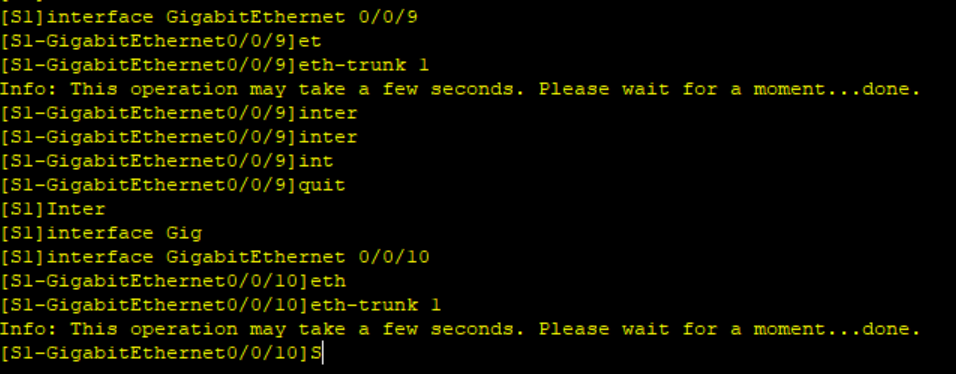 [S1]interface GigabitEthernet 0/0/9
[S1-GigabitEthernet0/0/9]et
[S1-GigabitEthernet0/0/9]eth-trunk 1
Info: This operation may take a few seconds. Please wait for a moment...done.
[S1-GigabitEthernet0/0/9]inter
[S1-GigabitEthernet0/0/9]inter
[S1-GigabitEthernet0/0/9]int
[S1-GigabitEthernet0/0/9]quit
[S1]Inter
[S1]interface Gig
[S1]interface GigabitEthernet 0/0/10
[S1-GigabitEthernet0/0/10]eth
[S1-GigabitEthernet0/0/10]eth-trunk 1
Info: This operation may take a few seconds. Please wait for a moment...done.
[S1-GigabitEthernet0/0/10]S